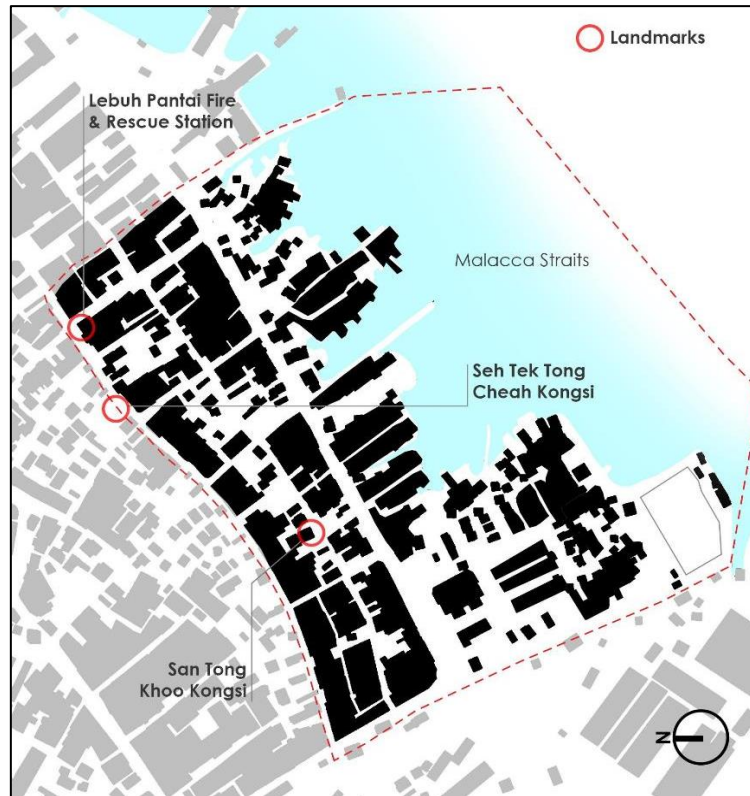 Landmarks
Lebuh Pantai Fire
& Rescue Station
Malacca Straits
Seh Tek Tong
Cheah Kongsi
San Tong
Khoo Kongsi
N